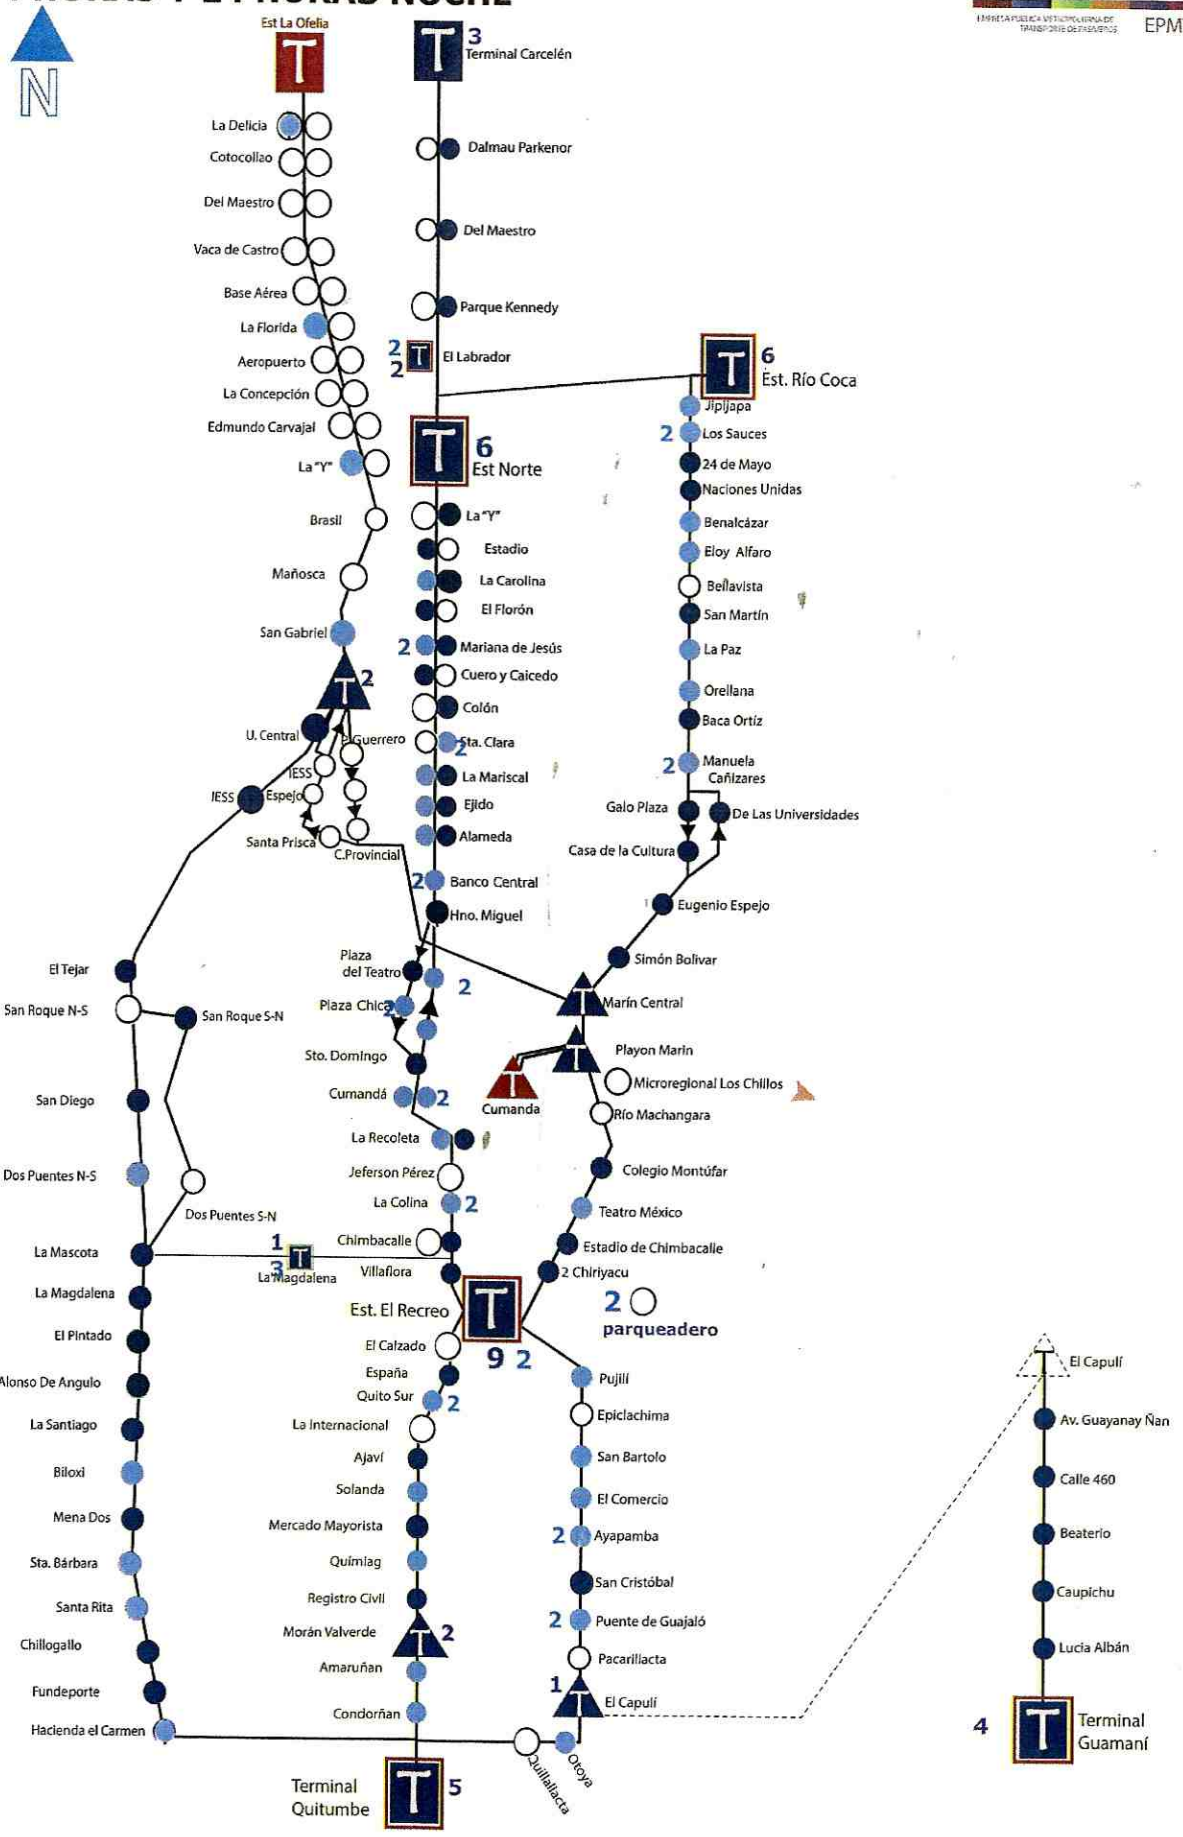 Est La Ofelia
T
T
3
Terminal Carcelén
EPM
N
La Delicia
Cotocollao
Del Maestro
Vaca de Castro
Base Aérea
La Florida
Aeropuerto
La Concepción
Edmundo Carvajal
La "Y"
Brasil
Mañosca
San Gabriel
T
2
U. Central
P. Guerrero
IESS
IESS
Espejo
Santa Prisca
C.Provincial
Dalmau Parkenor
Del Maestro
Parque Kennedy
2
2
T
El Labrador
T
6
Est. Río Coca
T
6
Est Norte
La "Y"
Estadio
La Carolina
El Florón
2
Mariana de Jesús
Cuero y Caicedo
Colón
Sta. Clara
2
La Mariscal
Ejido
Alameda
2
Banco Central
Hno. Miguel
Plaza
del Teatro
2
Plaza Chica
2
Sto. Domingo
Cumandá
2
La Recoleta
Jeferson Pérez
La Colina
2
Chimbacalle
Villaflora
Est. El Recreo
T
9 2
Jipijapa
2
Los Sauces
24 de Mayo
Naciones Unidas
Benalcázar
Eloy Alfaro
Bellavista
San Martín
La Paz
Orellana
Baca Ortíz
2
Manuela
Cañizares
Galo Plaza
De Las Universidades
Casa de la Cultura
Eugenio Espejo
Simón Bolivar
T
Marín Central
T
Playon Marin
T
Cumanda
Microregional Los Chillos
Río Machangara
Colegio Montúfar
Teatro México
Estadio de Chimbacalle
2 Chiriyacu
2
parqueadero
El Tejar
San Roque N-S
San Roque S-N
San Diego
Dos Puentes N-S
Dos Puentes S-N
La Mascota
1
3
T
La Magdalena
La Magdalena
El Pintado
Alonso De Angulo
La Santiago
Biloxi
Mena Dos
Sta. Bárbara
Santa Rita
Chillogallo
Fundeporte
Hacienda el Carmen
El Calzado
España
Quito Sur
2
La Internacional
Ajaví
Solanda
Mercado Mayorista
Quimiag
Registro Civil
Morán Valverde
T
2
Amaruñan
Condorñan
Terminal
Quitumbe
T
5
Pujilí
Epiclachima
San Bartolo
El Comercio
2
Ayapamba
San Cristóbal
2
Puente de Guajaló
Pacarillacta
1
T
El Capulí
Otoya
Quillallacta
El Capulí
Av. Guayanay Ñan
Calle 460
Beaterio
Caupichu
Lucia Albán
4
T
Terminal
Guamaní